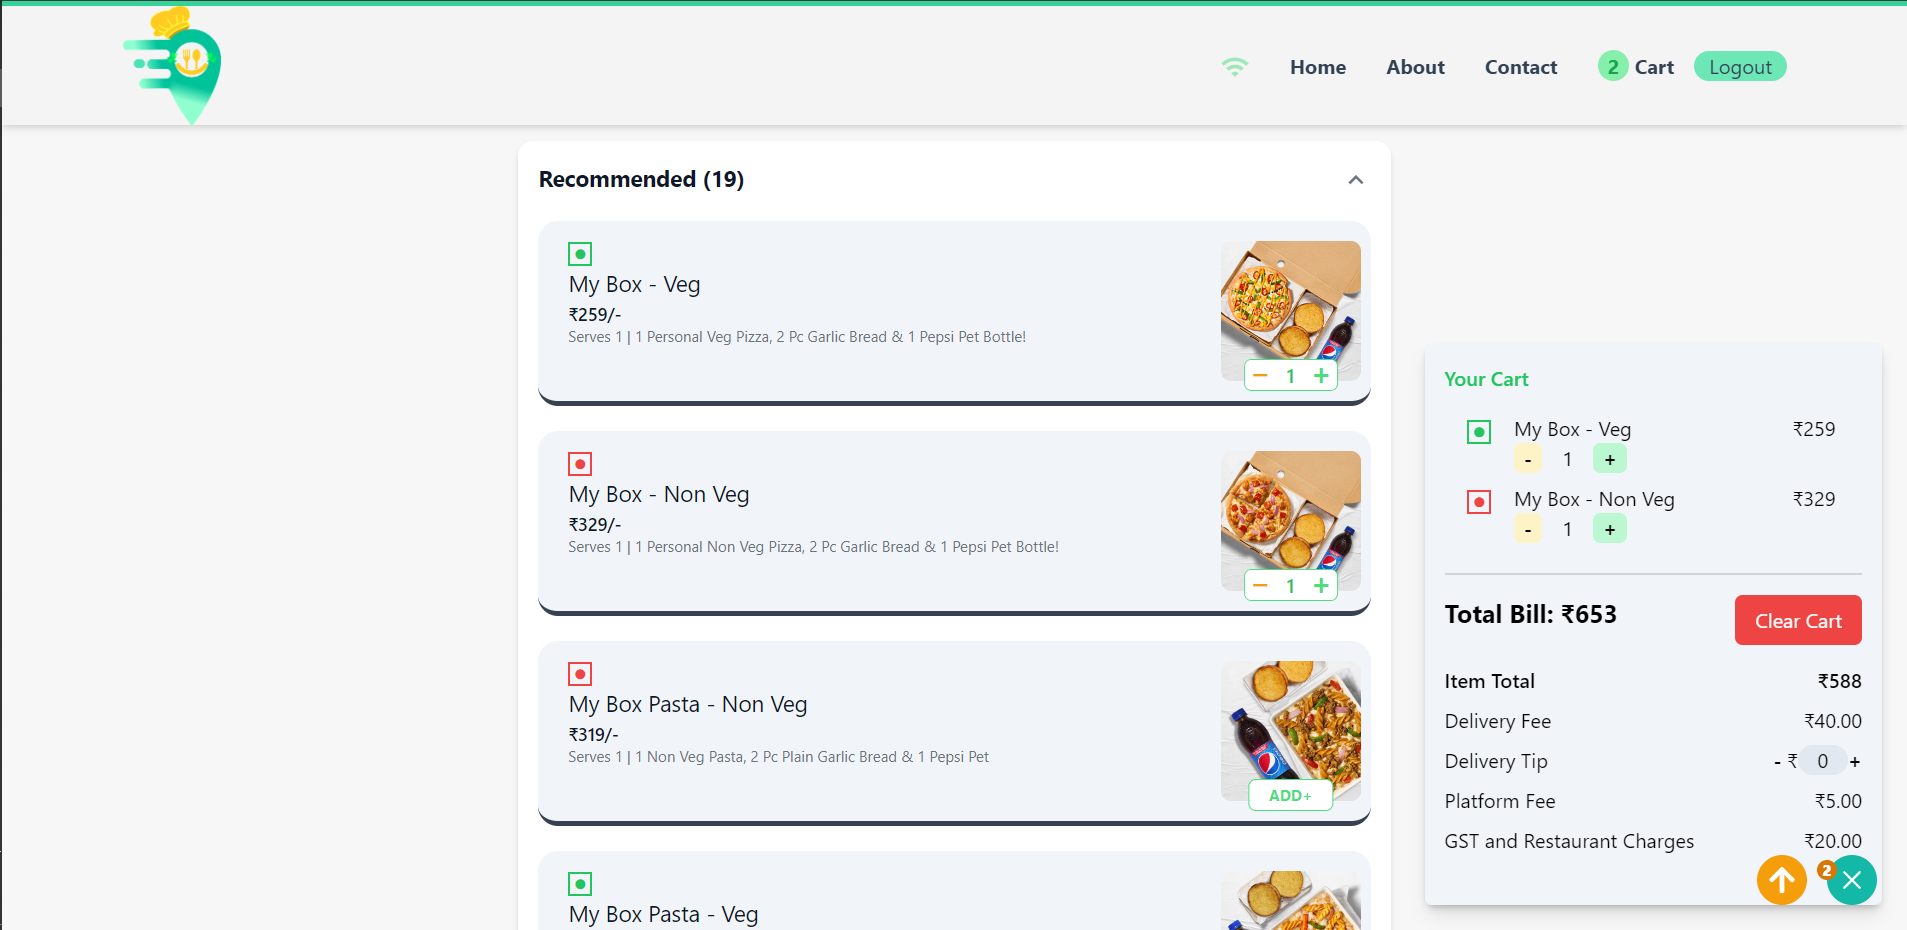 Home
About
Contact
2 Cart
Logout
Recommended (19)
My Box - Veg
₹259/-
Serves 1 | 1 Personal Veg Pizza, 2 Pc Garlic Bread & 1 Pepsi Pet Bottle!
− 1 +
My Box - Non Veg
₹329/-
Serves 1 | 1 Personal Non Veg Pizza, 2 Pc Garlic Bread & 1 Pepsi Pet Bottle!
− 1 +
My Box Pasta - Non Veg
₹319/-
Serves 1 | 1 Non Veg Pasta, 2 Pc Plain Garlic Bread & 1 Pepsi Pet
ADD+
My Box Pasta - Veg
Your Cart
My Box - Veg ₹259
- 1 +
My Box - Non Veg ₹329
- 1 +
Total Bill: ₹653
Clear Cart
Item Total ₹588
Delivery Fee ₹40.00
Delivery Tip - ₹ 0 +
Platform Fee ₹5.00
GST and Restaurant Charges ₹20.00
2